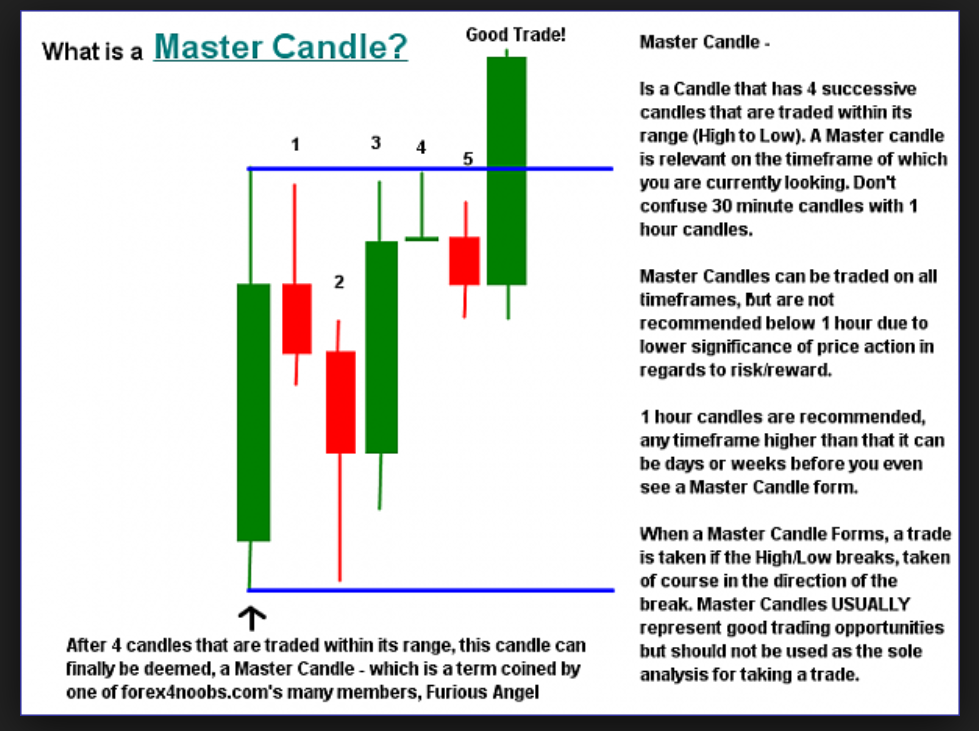 What is a Master Candle?
Good Trade!
1
2
3
4
5
After 4 candles that are traded within its range, this candle can
finally be deemed, a Master Candle - which is a term coined by
one of forex4noobs.com's many members, Furious Angel
Master Candle -
Is a Candle that has 4 successive
candles that are traded within its
range (High to Low). A Master candle
is relevant on the timeframe of which
you are currently looking. Don't
confuse 30 minute candles with 1
hour candles.
Master Candles can be traded on all
timeframes, but are not
recommended below 1 hour due to
lower significance of price action in
regards to risk/reward.
1 hour candles are recommended,
any timeframe higher than that it can
be days or weeks before you even
see a Master Candle form.
When a Master Candle Forms, a trade
is taken if the High/Low breaks, taken
of course in the direction of the
break. Master Candles USUALLY
represent good trading opportunities
but should not be used as the sole
analysis for taking a trade.